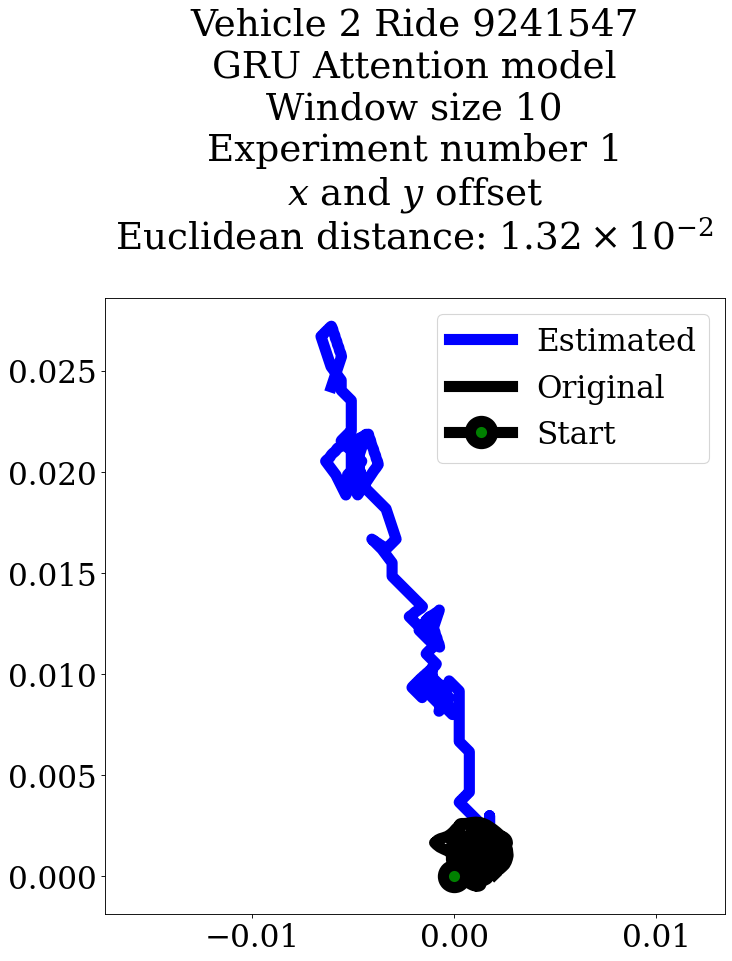 Vehicle 2 Ride 9241547
GRU Attention model
Window size 10
Experiment number 1
x and y offset
Euclidean distance: 1.32 × 10⁻²
Estimated
Original
Start
0.025
0.020
0.015
0.010
0.005
0.000
−0.01
0.00
0.01